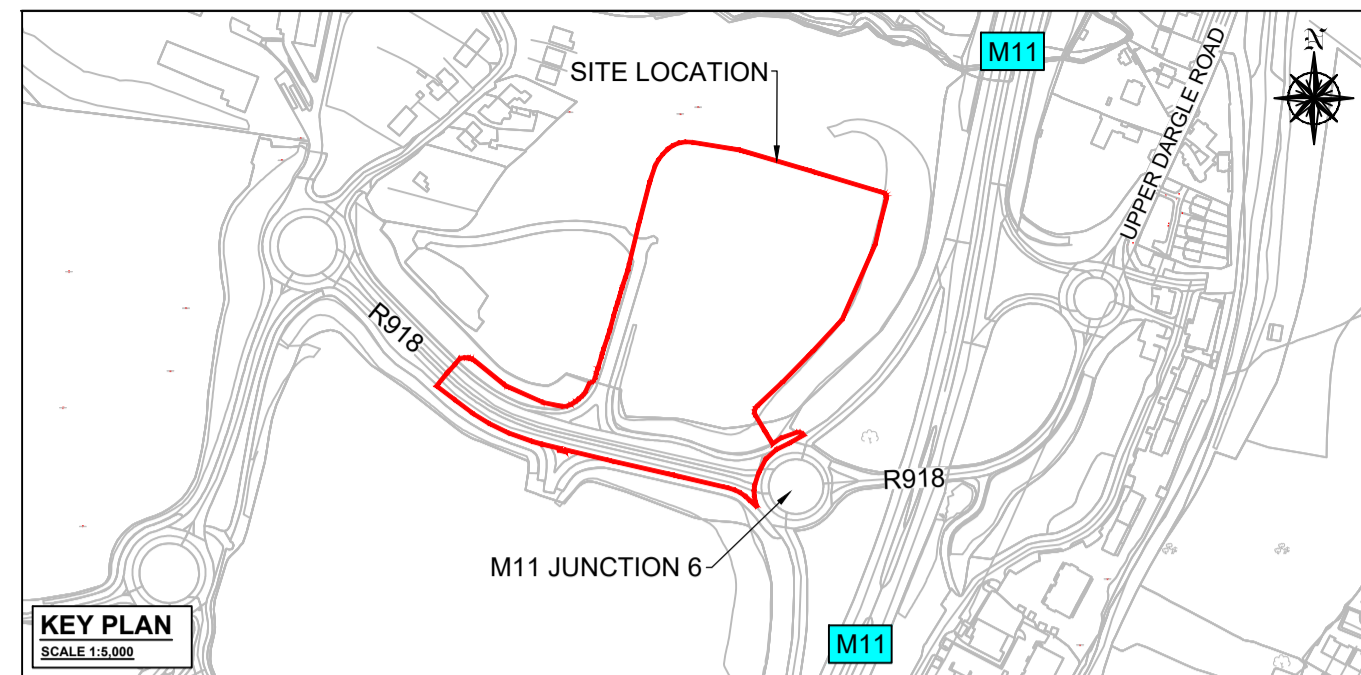 M11
N
SITE LOCATION
UPPER DARGLE ROAD
R918
R918
M11 JUNCTION 6
KEY PLAN
SCALE 1:5,000
M11